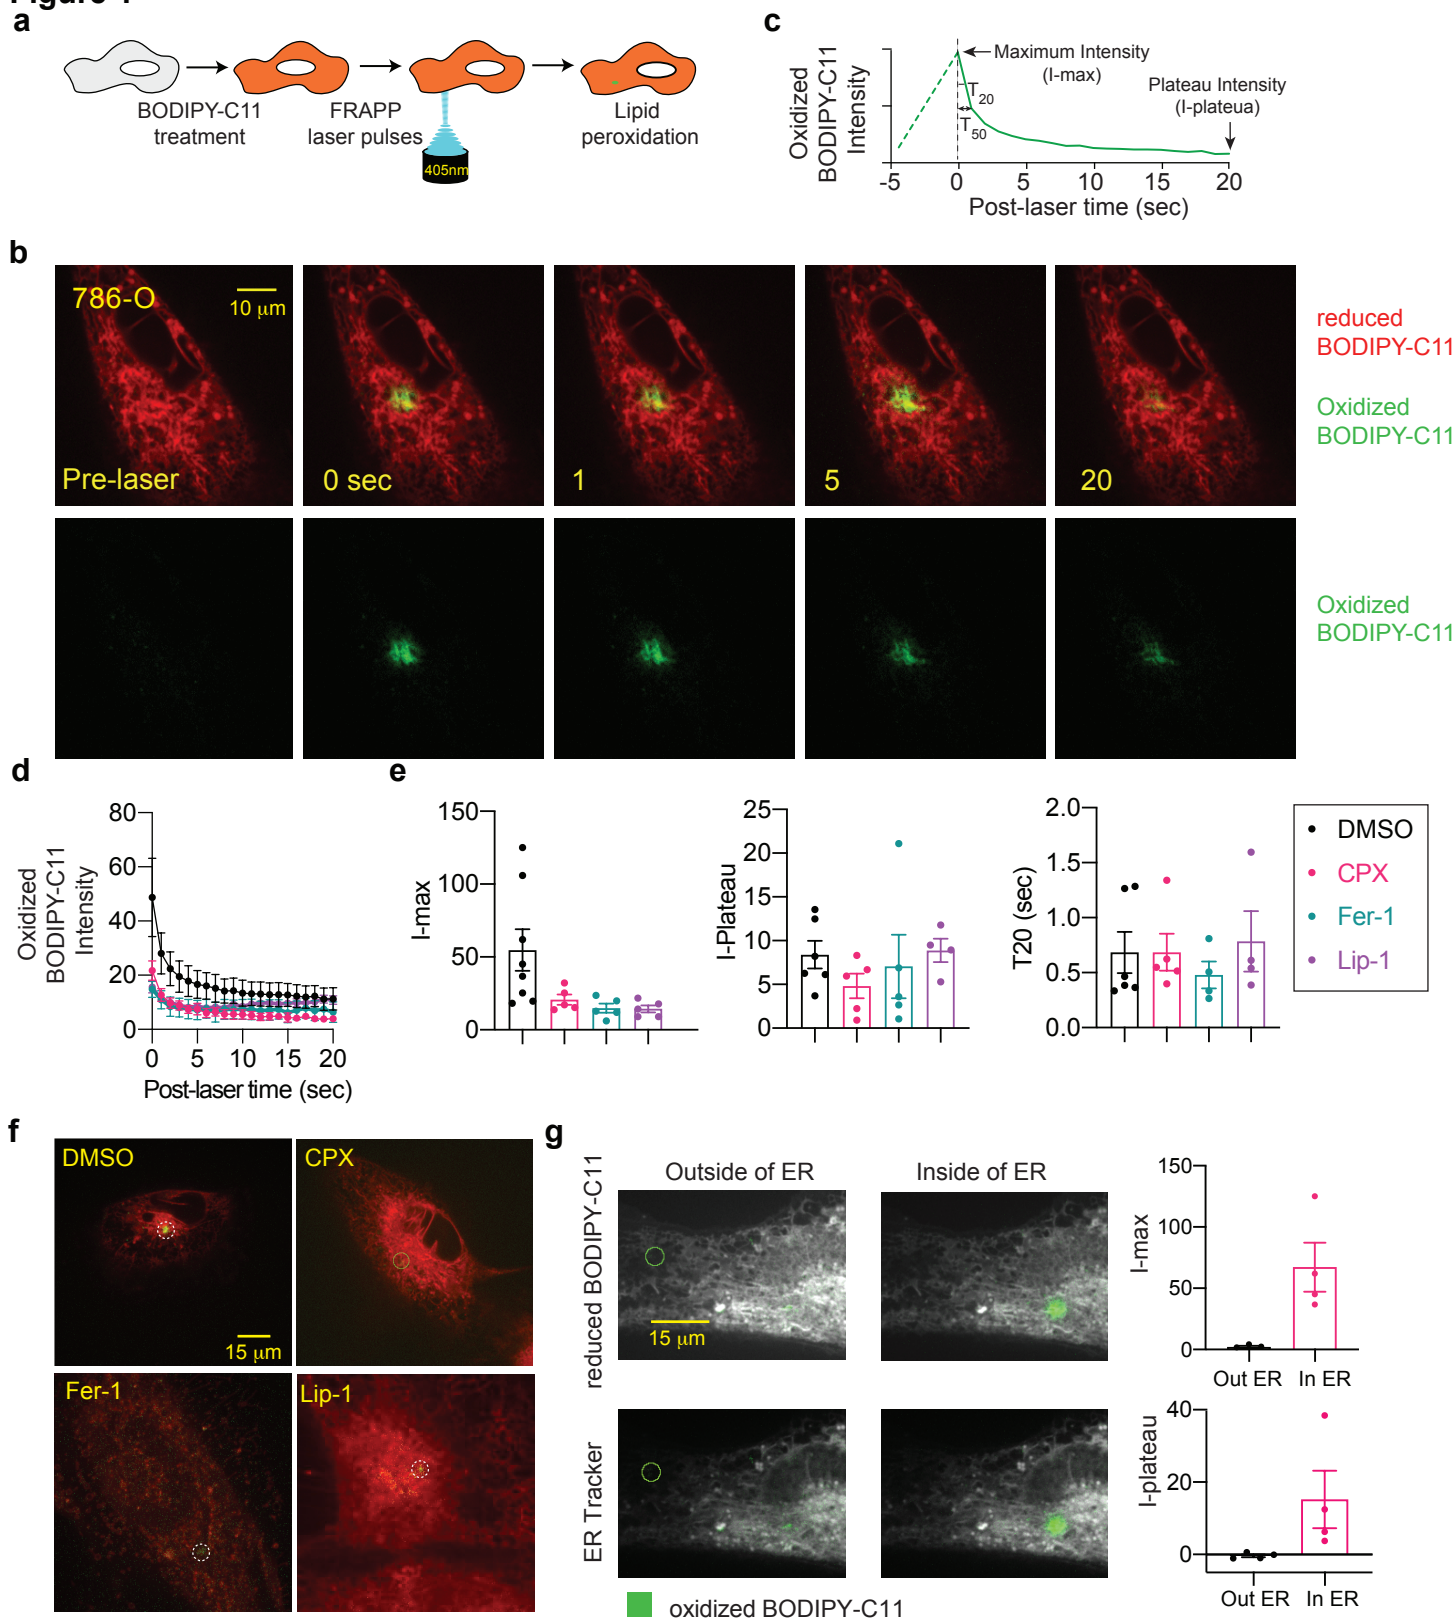 a
BODIPY-C11
treatment
FRAPP
laser pulses
405nm
Lipid
peroxidation
c
Oxidized
BODIPY-C11
Intensity
Maximum Intensity
(I-max)
Plateau Intensity
(I-plateua)
T20
T50
-5 0 5 10 15 20
Post-laser time (sec)
b
786-O
10 μm
Pre-laser
0 sec
1
5
20
reduced
BODIPY-C11
Oxidized
BODIPY-C11
Oxidized
BODIPY-C11
d
Oxidized
BODIPY-C11
Intensity
80
60
40
20
0
0 5 10 15 20
Post-laser time (sec)
e
I-max
150
100
50
0
I-Plateau
25
20
15
10
5
0
T20 (sec)
2.0
1.5
1.0
0.5
0.0
DMSO
CPX
Fer-1
Lip-1
f
DMSO
15 μm
CPX
Fer-1
Lip-1
g
Outside of ER
Inside of ER
reduced BODIPY-C11
15 μm
ER Tracker
oxidized BODIPY-C11
I-max
150
100
50
0
Out ER In ER
I-plateau
40
20
0
Out ER In ER